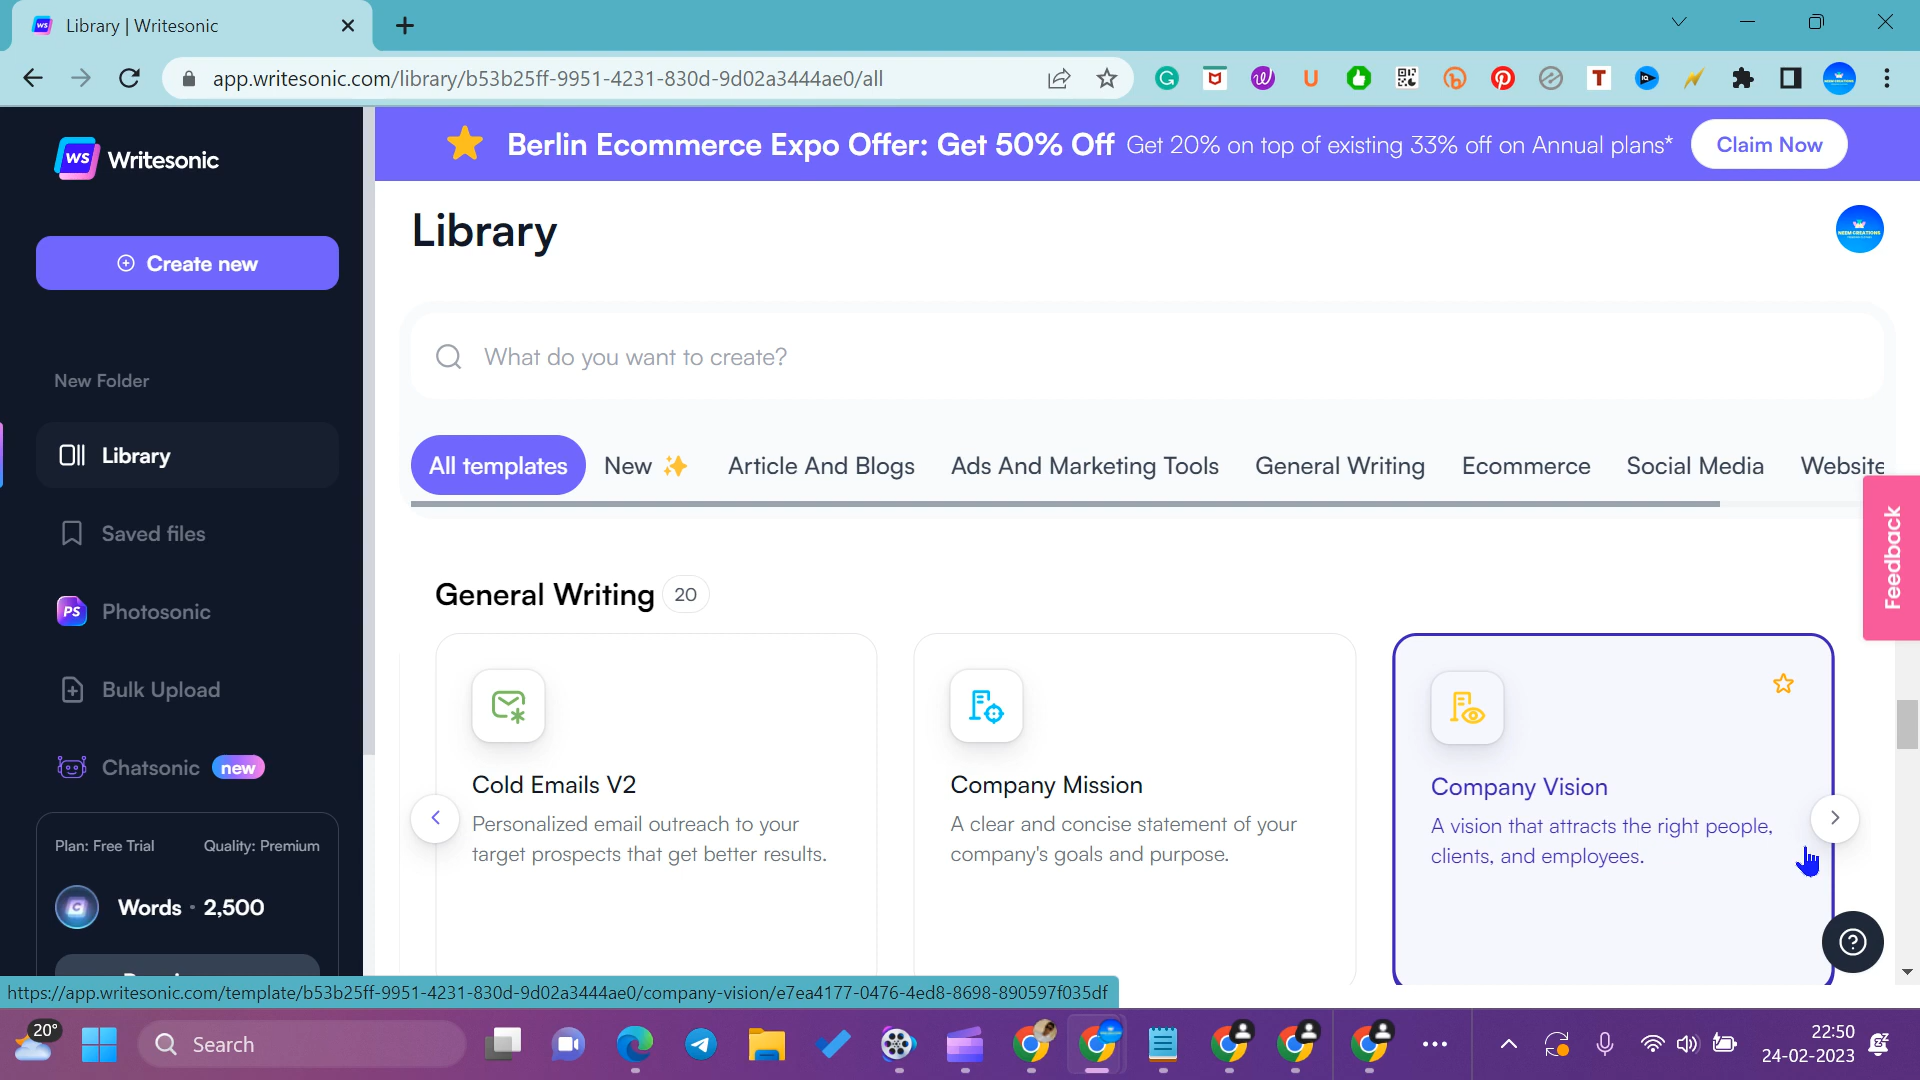 Library | Writesonic
app.writesonic.com/library/b53b25ff-9951-4231-830d-9d02a3444ae0/all
WS Writesonic
Berlin Ecommerce Expo Offer: Get 50% Off Get 20% on top of existing 33% off on Annual plans* Claim Now
Library
Create new
What do you want to create?
New Folder
Library
All templates New Article And Blogs Ads And Marketing Tools General Writing Ecommerce Social Media Website
Feedback
Saved files
General Writing 20
PS Photosonic
Bulk Upload
Chatsonic new
Cold Emails V2
Personalized email outreach to your
target prospects that get better results.
Company Mission
A clear and concise statement of your
company's goals and purpose.
Company Vision
A vision that attracts the right people,
clients, and employees.
Plan: Free Trial Quality: Premium
Words · 2,500
https://app.writesonic.com/template/b53b25ff-9951-4231-830d-9d02a3444ae0/company-vision/e7ea4177-0476-4ed8-8698-890597f035df
20°
Search
22:50
24-02-2023